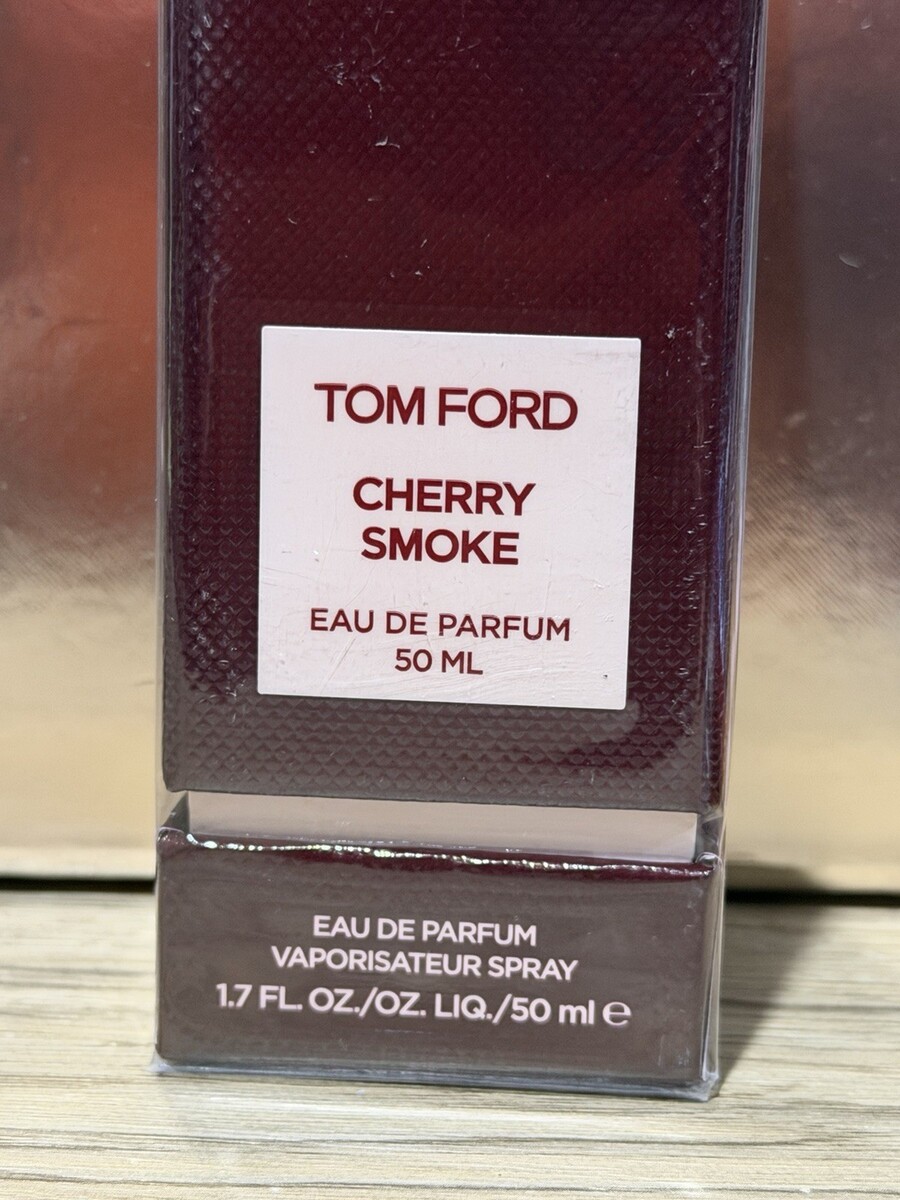 TOM FORD
CHERRY
SMOKE
EAU DE PARFUM
50 ML
EAU DE PARFUM
VAPORISATEUR SPRAY
1.7 FL. OZ./OZ. LIQ./50 ml ℮